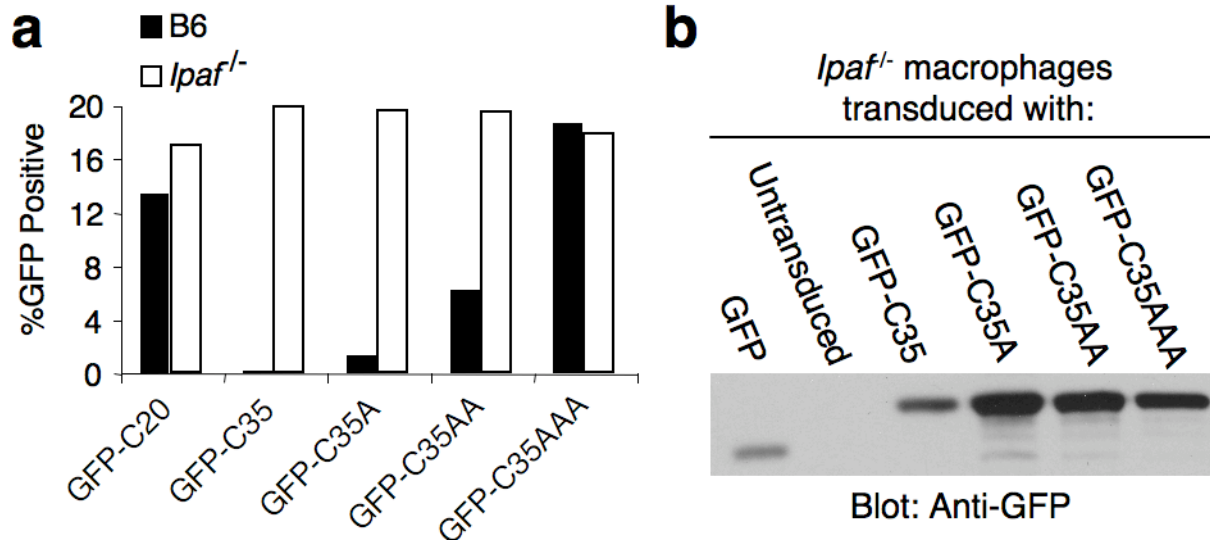 a
B6
Ipaf-/-
%GFP Positive
20
16
12
8
4
0
GFP-C20
GFP-C35
GFP-C35A
GFP-C35AA
GFP-C35AAA
b
Ipaf-/- macrophages
transduced with:
GFP
Untransduced
GFP-C35
GFP-C35A
GFP-C35AA
GFP-C35AAA
Blot: Anti-GFP